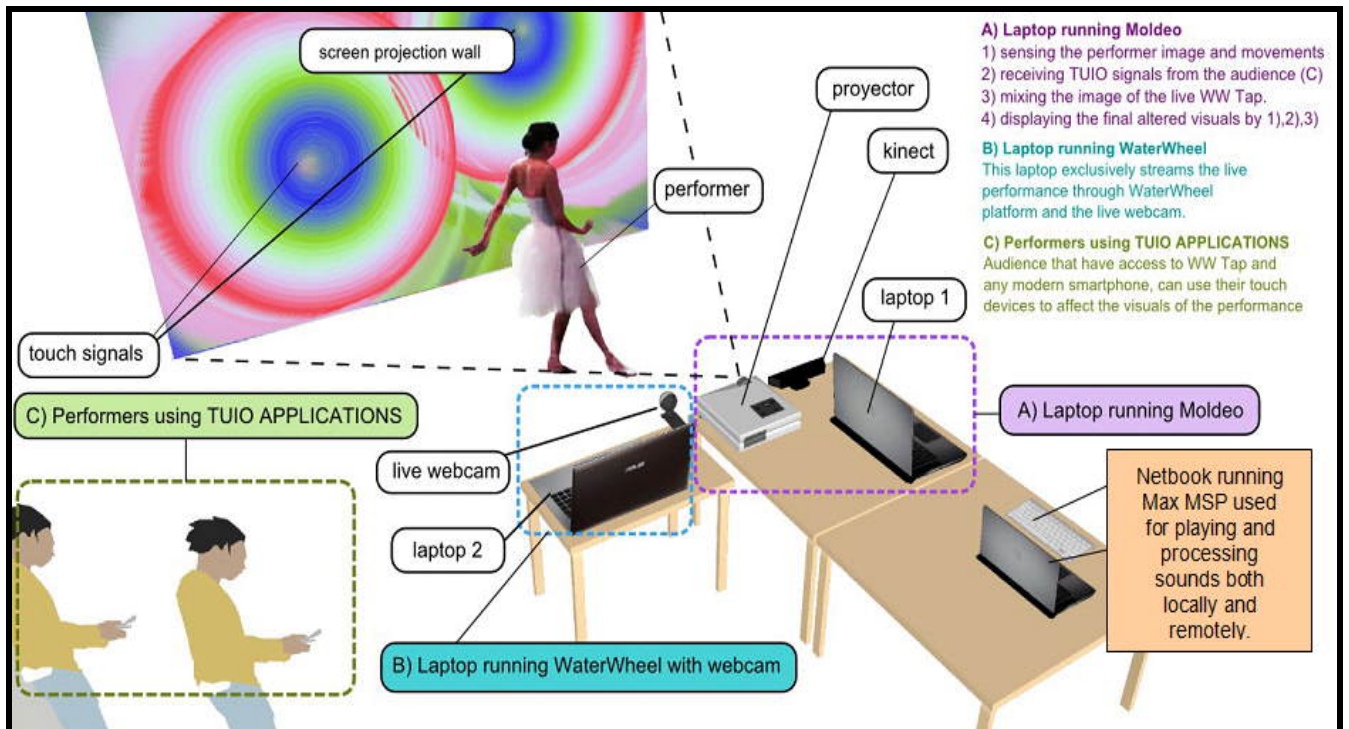 screen projection wall
proyector
kinect
performer
laptop 1
touch signals
A) Laptop running Moldeo
1) sensing the performer image and movements
2) receiving TUIO signals from the audience (C)
3) mixing the image of the live WW Tap.
4) displaying the final altered visuals by 1),2),3)
B) Laptop running WaterWheel
This laptop exclusively streams the live
performance through WaterWheel
platform and the live webcam.
C) Performers using TUIO APPLICATIONS
Audience that have access to WW Tap and
any modern smartphone, can use their touch
devices to affect the visuals of the performance
C) Performers using TUIO APPLICATIONS
A) Laptop running Moldeo
live webcam
laptop 2
ASUS
B) Laptop running WaterWheel with webcam
Netbook running
Max MSP used
for playing and
processing
sounds both
locally and
remotely.